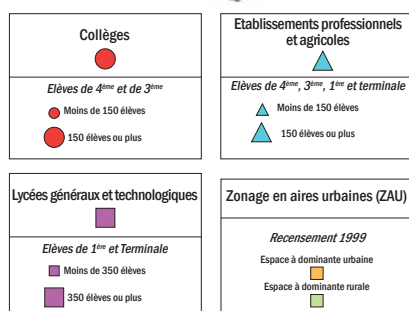 Collèges
Elèves de 4ème et de 3ème
Moins de 150 élèves
150 élèves ou plus
Etablissements professionnels
et agricoles
Elèves de 4ème, 3ème, 1ère et terminale
Moins de 150 élèves
150 élèves ou plus
Lycées généraux et technologiques
Elèves de 1ère et Terminale
Moins de 350 élèves
350 élèves ou plus
Zonage en aires urbaines (ZAU)
Recensement 1999
Espace à dominante urbaine
Espace à dominante rurale